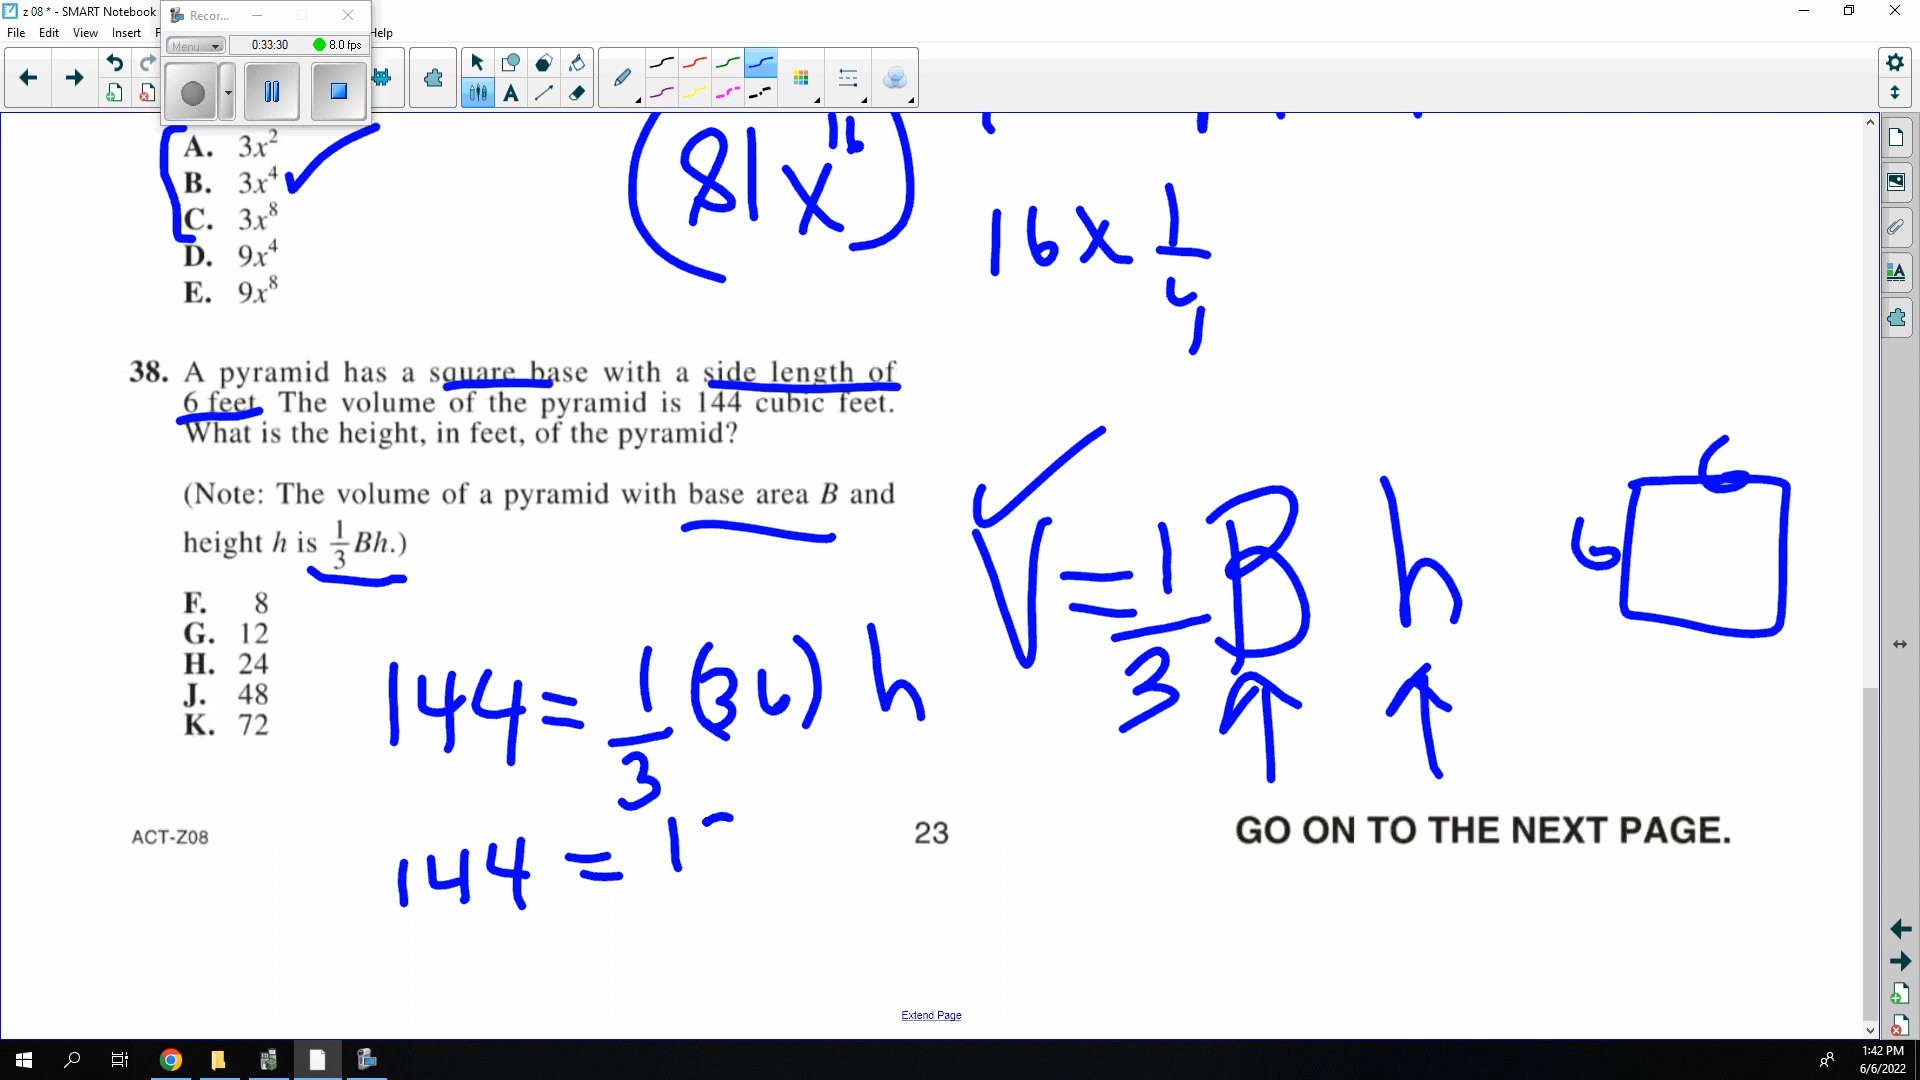 z 08 * - SMART Notebook
Recor...
File Edit View Insert Help
Menu 0:33:30 8.0 fps
A. 3x²
B. 3x⁴
C. 3x⁸
D. 9x⁴
E. 9x⁸
(81x¹⁶)
16 x 1/4
38. A pyramid has a square base with a side length of
6 feet. The volume of the pyramid is 144 cubic feet.
What is the height, in feet, of the pyramid?
(Note: The volume of a pyramid with base area B and
height h is 1/3 Bh.)
F. 8
G. 12
H. 24
J. 48
K. 72
V = 1/3 B h
6
6
144 = 1/3 (36) h
144 = 1
ACT-Z08
23
GO ON TO THE NEXT PAGE.
Extend Page
1:42 PM
6/6/2022